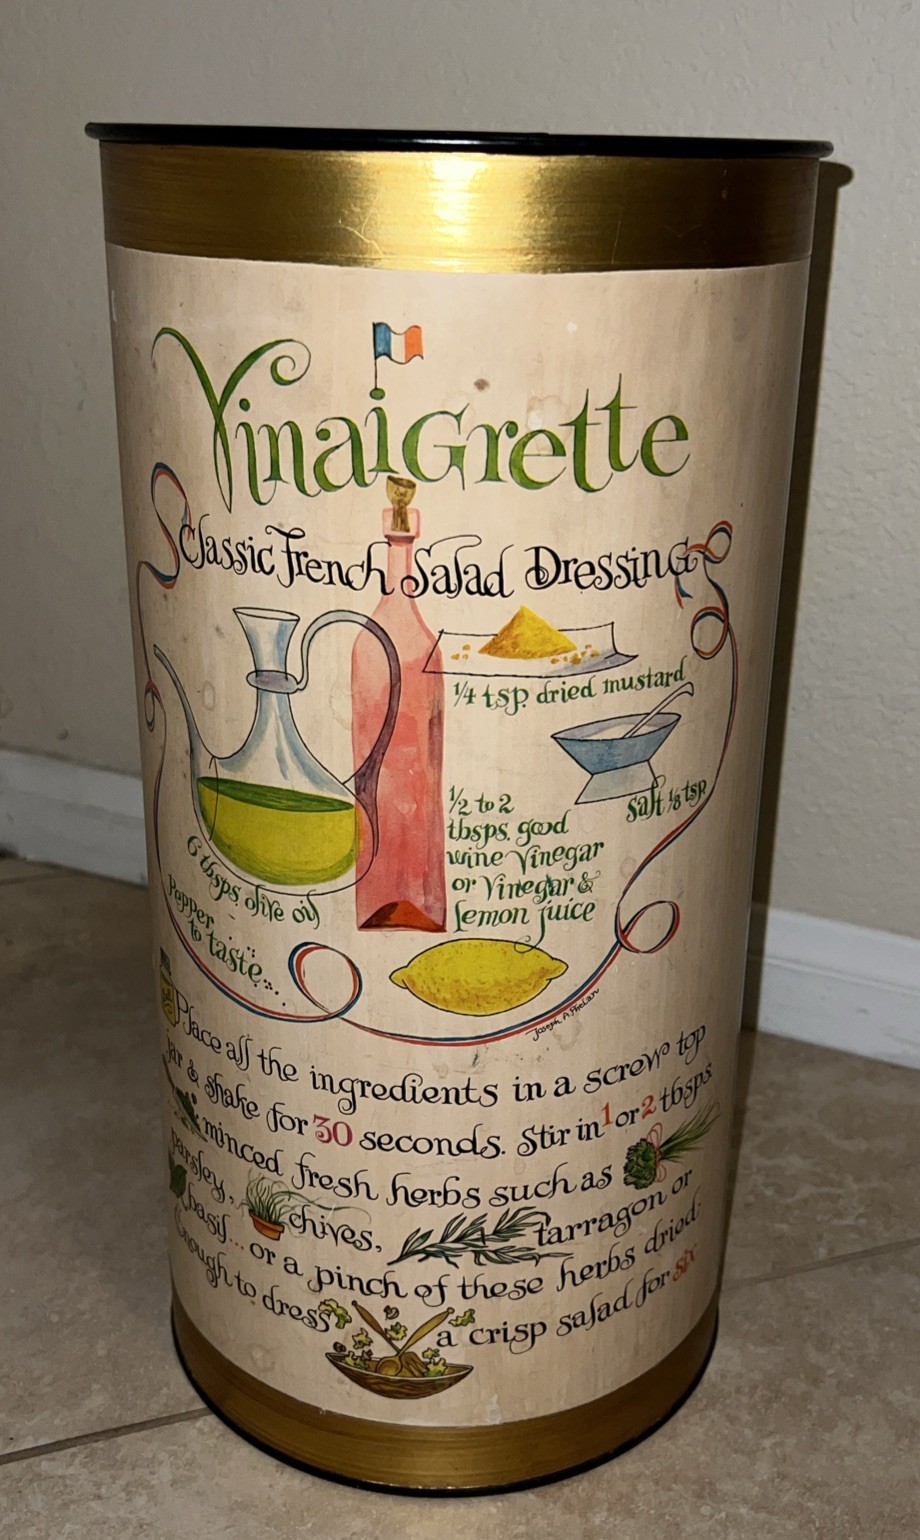 Vinaigrette
Classic French Salad Dressing
1/4 tsp. dried mustard
salt 1/8 tsp
1/2 to 2
tbsps. good
wine Vinegar
or Vinegar &
lemon juice
6 tbsps olive oil
Pepper
to taste...
Joseph A. Phelan
Place all the ingredients in a screw top
jar & shake for 30 seconds. Stir in 1 or 2 tbsps.
minced fresh herbs such as
parsley, chives, tarragon or
basil... or a pinch of these herbs dried.
Enough to dress a crisp salad for six